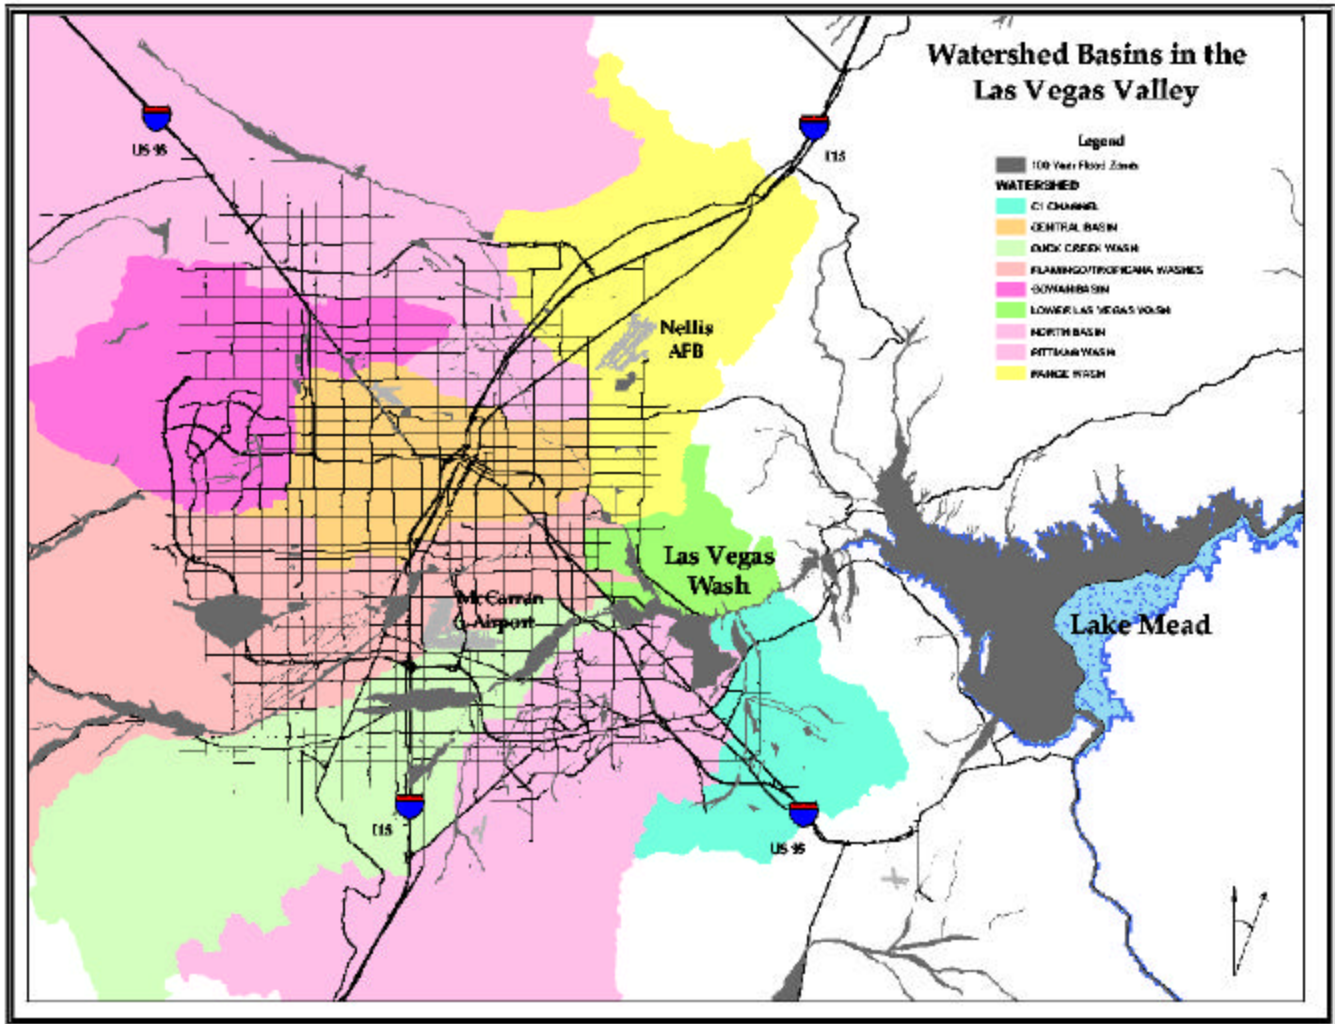 Watershed Basins in the
Las Vegas Valley
Legend
100 Year Flood Zones
WATERSHED
C1 CHANNEL
CENTRAL BASIN
DUCK CREEK WASH
FLAMINGO/TROPICANA WASHES
GOWAN BASIN
LOWER LAS VEGAS WASH
NORTH BASIN
PITTMAN WASH
RANGE WASH
US 95
I 15
Nellis
AFB
Las Vegas
Wash
McCarran
Airport
Lake Mead
I 15
US 95